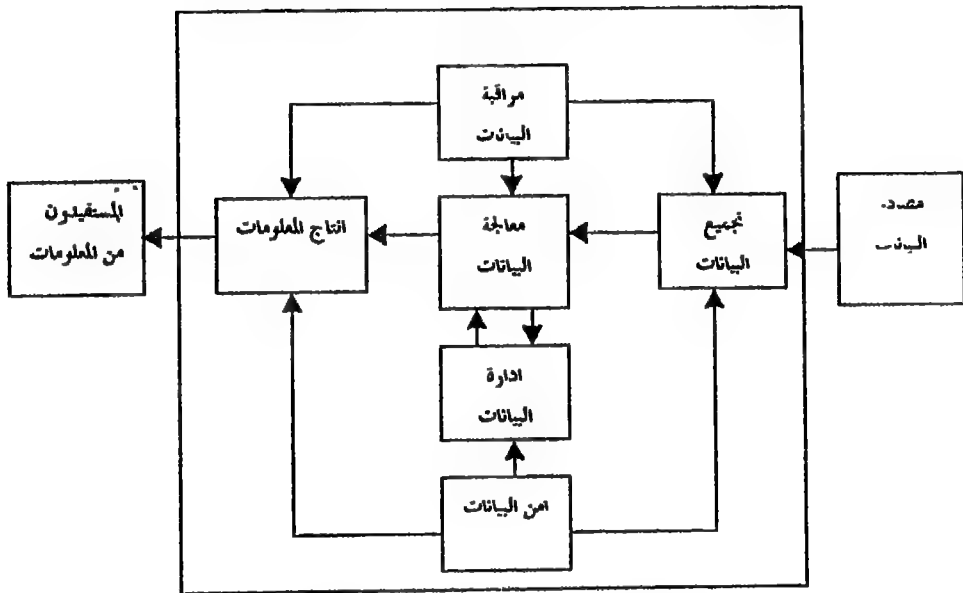 مراقبة
البيانات
مصدر
البيانات
تجميع
البيانات
معالجة
البيانات
انتاج المعلومات
المستفيدون
من المعلومات
ادارة
البيانات
امن البيانات